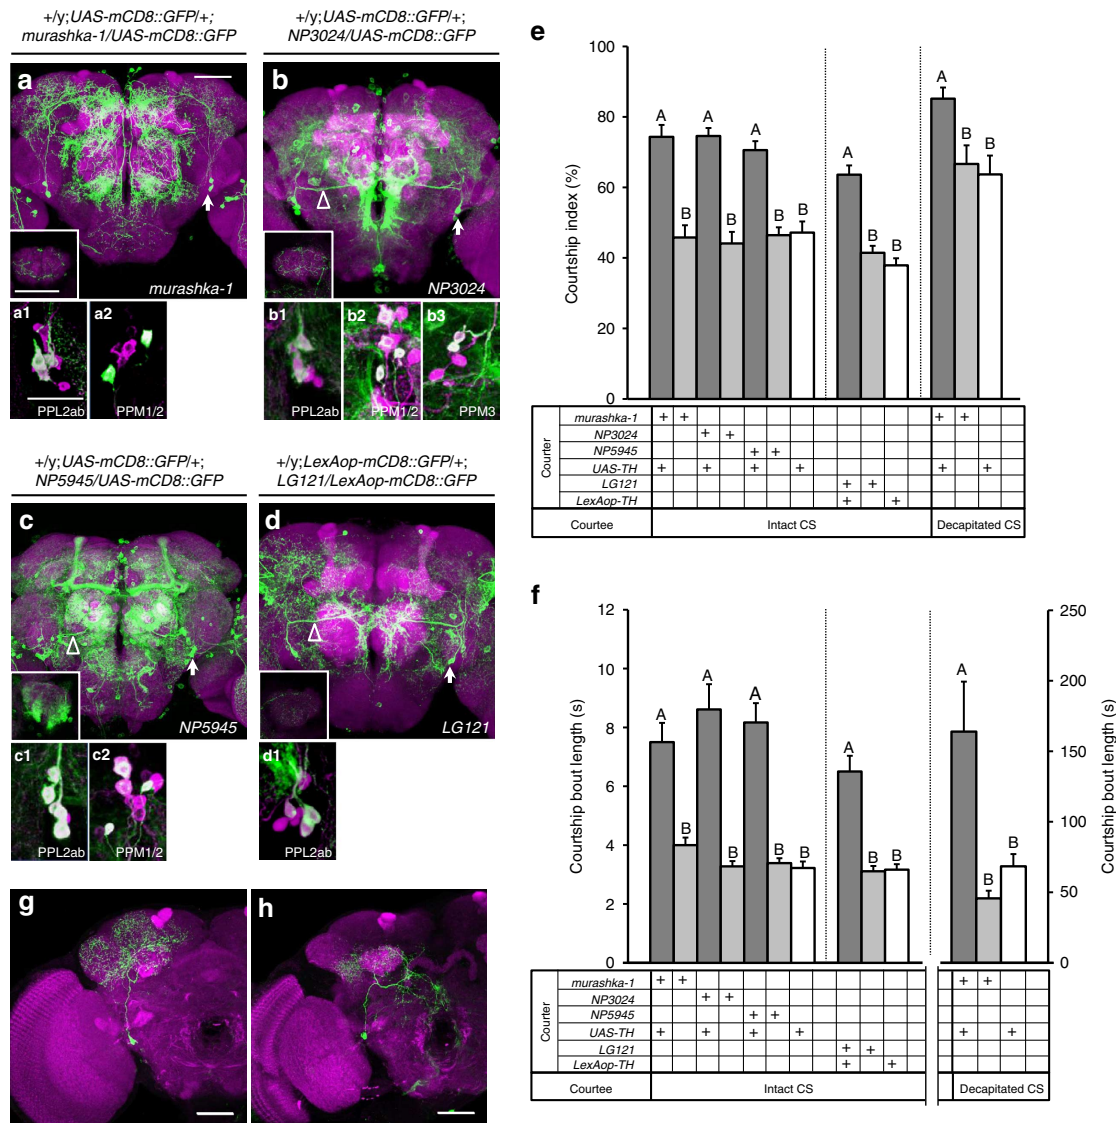 +/y;UAS-mCD8::GFP/+;
murashka-1/UAS-mCD8::GFP
+/y;UAS-mCD8::GFP/+;
NP3024/UAS-mCD8::GFP
a
murashka-1
b
NP3024
a1
PPL2ab
a2
PPM1/2
b1
PPL2ab
b2
PPM1/2
b3
PPM3
+/y;UAS-mCD8::GFP/+;
NP5945/UAS-mCD8::GFP
+/y;LexAop-mCD8::GFP/+;
LG121/LexAop-mCD8::GFP
c
NP5945
d
LG121
c1
PPL2ab
c2
PPM1/2
d1
PPL2ab
g
h
e
Courtship index (%)
100
80
60
40
20
0
A B A B A B B A B B A B B
Courter
murashka-1 + + + +
NP3024 + +
NP5945 + +
UAS-TH + + + + + +
LG121 + +
LexAop-TH + +
Courtee Intact CS Decapitated CS
f
Courtship bout length (s)
12
10
8
6
4
2
0
A B A B A B B A B B A B B
250
200
150
100
50
0
Courtship bout length (s)
Courter
murashka-1 + + + +
NP3024 + +
NP5945 + +
UAS-TH + + + + + +
LG121 + +
LexAop-TH + +
Courtee Intact CS Decapitated CS